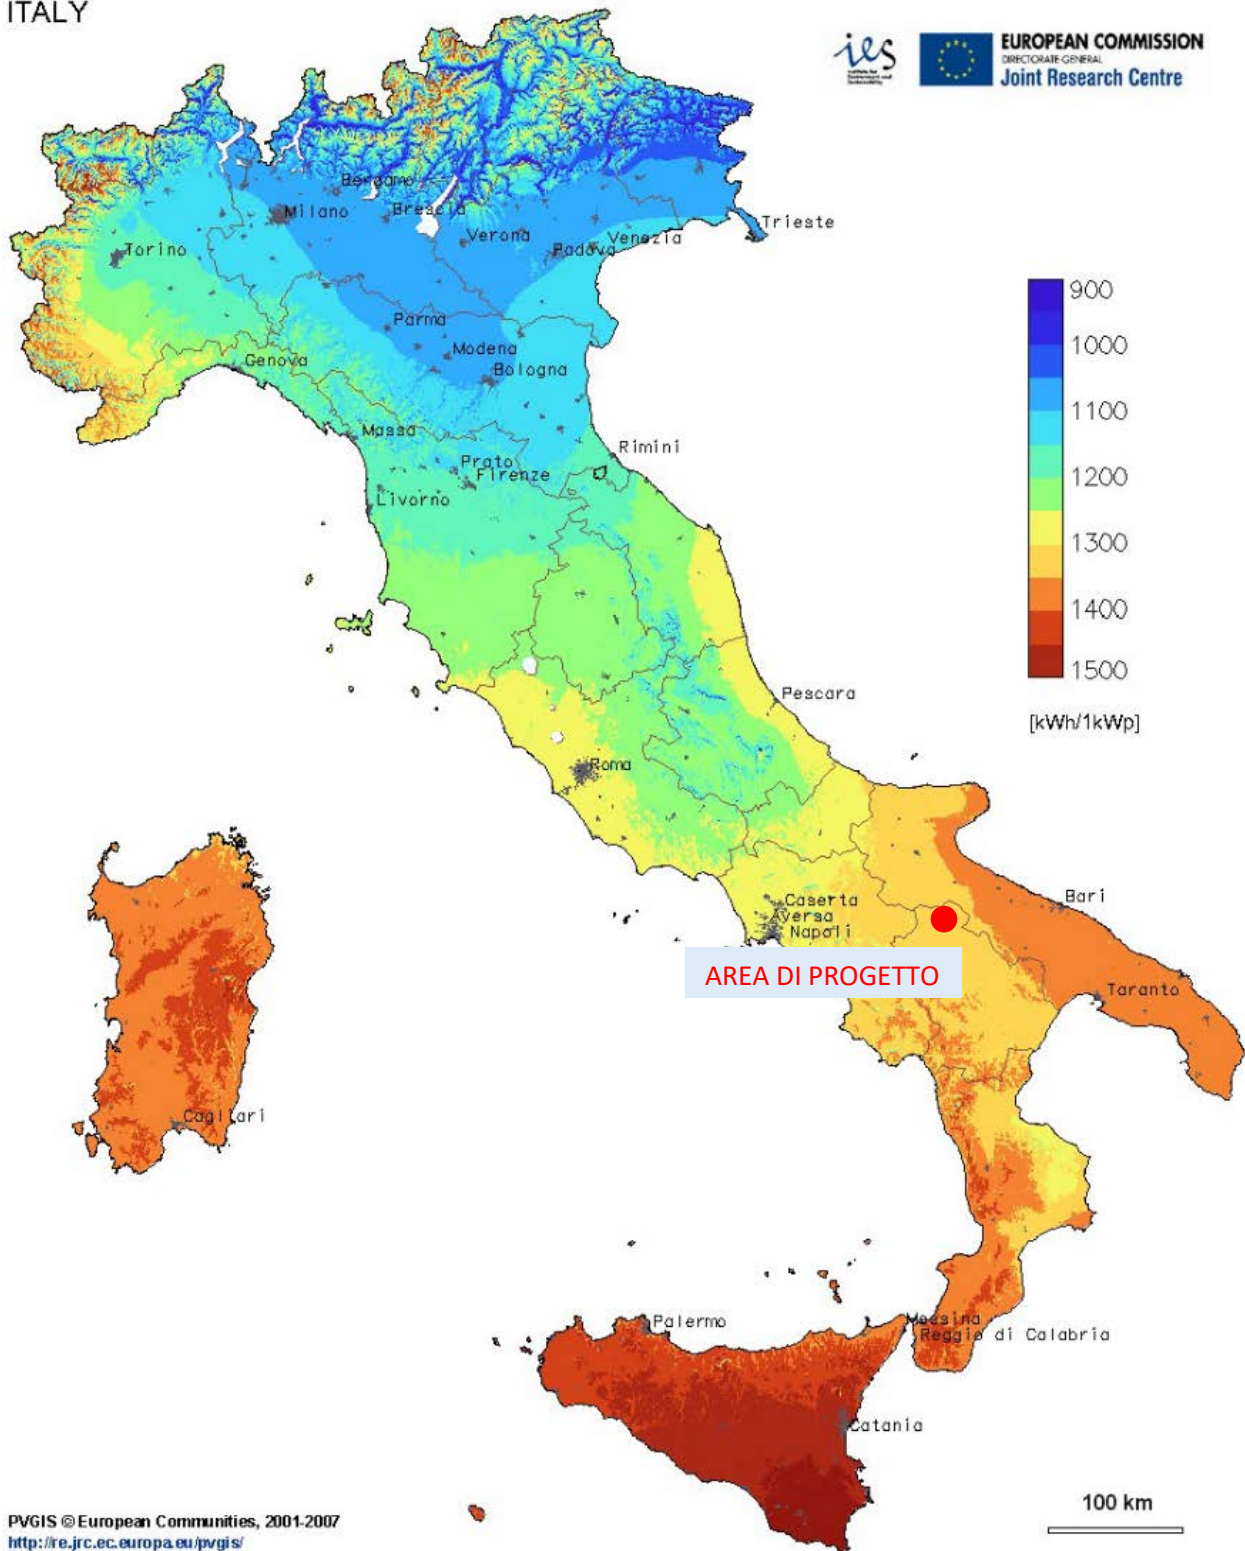 ITALY
ies
EUROPEAN COMMISSION
DIRECTORATE-GENERAL
Joint Research Centre
Bergamo
Milano
Brescia
Verona
Venezia
Padova
Trieste
Torino
Parma
Modena
Bologna
Genova
Massa
Prato
Firenze
Rimini
Livorno
900
1000
1100
1200
1300
1400
1500
[kWh/1kWp]
Pescara
Roma
Caserta
Aversa
Napoli
Bari
AREA DI PROGETTO
Taranto
Cagliari
Palermo
Messina
Reggio di Calabria
Catania
100 km
PVGIS © European Communities, 2001-2007
http://re.jrc.ec.europa.eu/pvgis/